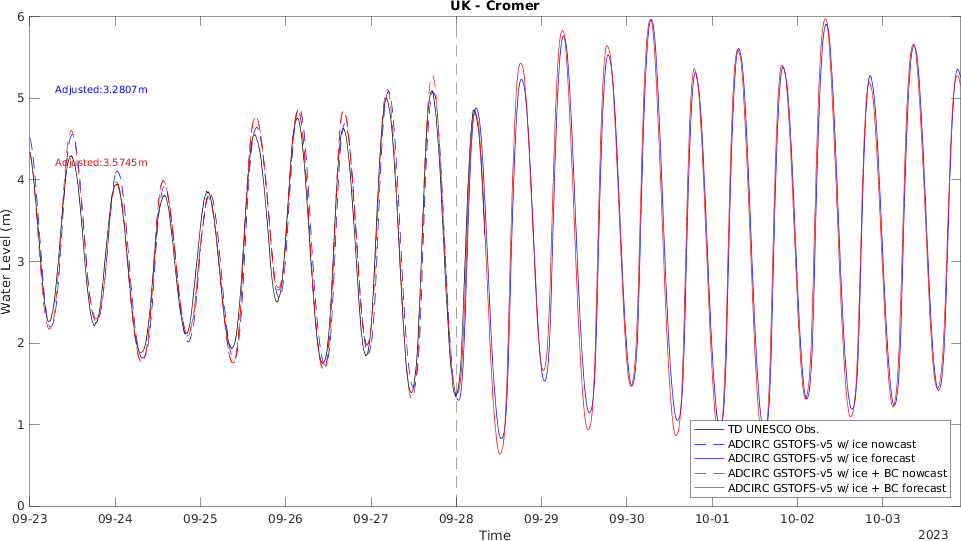 UK - Cromer
6
5
4
3
2
1
0
Water Level (m)
Adjusted:3.2807m
Adjusted:3.5745m
TD UNESCO Obs.
ADCIRC GSTOFS-v5 w/ ice nowcast
ADCIRC GSTOFS-v5 w/ ice forecast
ADCIRC GSTOFS-v5 w/ ice + BC nowcast
ADCIRC GSTOFS-v5 w/ ice + BC forecast
09-23 09-24 09-25 09-26 09-27 09-28 09-29 09-30 10-01 10-02 10-03
Time
2023